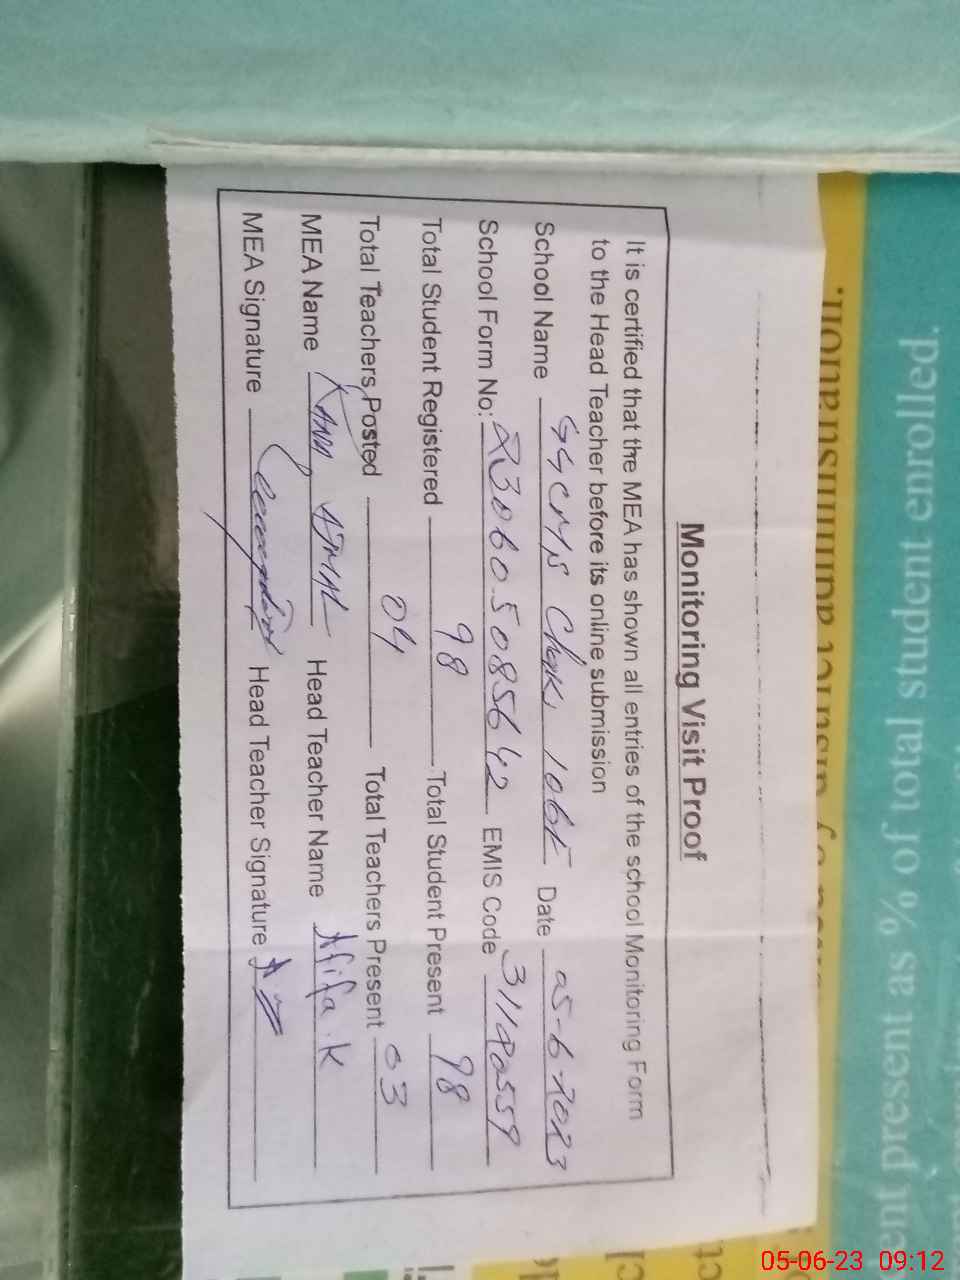 Monitoring Visit Proof
It is certified that the MEA has shown all entries of the school Monitoring Form
to the Head Teacher before its online submission
School Name Chak 10 Date 05-6-2023
School Form No: 2306050855642 EMIS Code
Total Student Registered 98 Total Student Present 98
Total Teachers Posted 04 Total Teachers Present 03
MEA Name Head Teacher Name Afifa.K
MEA Signature Head Teacher Signature
ent present as % of total student enrolled.
05-06-23 09:12